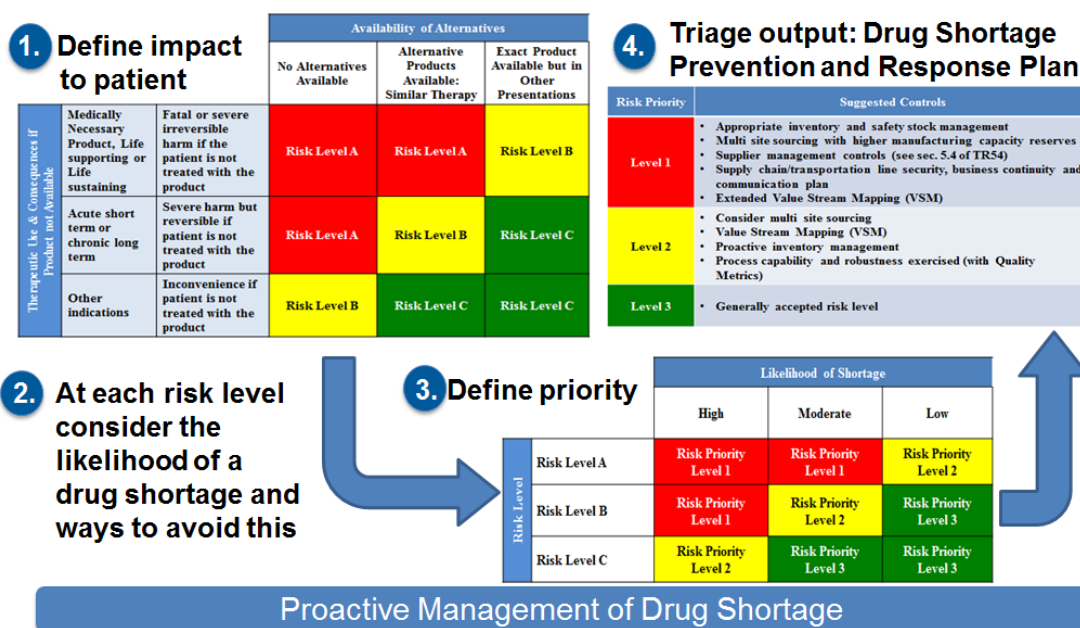 1. Define impact
to patient
Availability of Alternatives
No Alternatives
Available
Alternative
Products
Available:
Similar Therapy
Exact Product
Available but in
Other
Presentations
Therapeutic Use & Consequences if
Product not Available
Medically
Necessary
Product, Life
supporting or
Life
sustaining
Fatal or severe
irreversible
harm if the
patient is not
treated with the
product
Risk Level A
Risk Level A
Risk Level B
Acute short
term or
chronic long
term
Severe harm but
reversible if
patient is not
treated with the
product
Risk Level A
Risk Level B
Risk Level C
Other
indications
Inconvenience if
patient is not
treated with the
product
Risk Level B
Risk Level C
Risk Level C
2. At each risk level
consider the
likelihood of a
drug shortage and
ways to avoid this
3. Define priority
Likelihood of Shortage
High
Moderate
Low
Risk Level
Risk Level A
Risk Priority
Level 1
Risk Priority
Level 1
Risk Priority
Level 2
Risk Level B
Risk Priority
Level 1
Risk Priority
Level 2
Risk Priority
Level 3
Risk Level C
Risk Priority
Level 2
Risk Priority
Level 3
Risk Priority
Level 3
4. Triage output: Drug Shortage
Prevention and Response Plan
Risk Priority
Suggested Controls
Level 1
• Appropriate inventory and safety stock management
• Multi site sourcing with higher manufacturing capacity reserves
• Supplier management controls (see sec. 5.4 of TR54)
• Supply chain/transportation line security, business continuity and
communication plan
• Extended Value Stream Mapping (VSM)
Level 2
• Consider multi site sourcing
• Value Stream Mapping (VSM)
• Proactive inventory management
• Process capability and robustness exercised (with Quality
Metrics)
Level 3
• Generally accepted risk level
Proactive Management of Drug Shortage